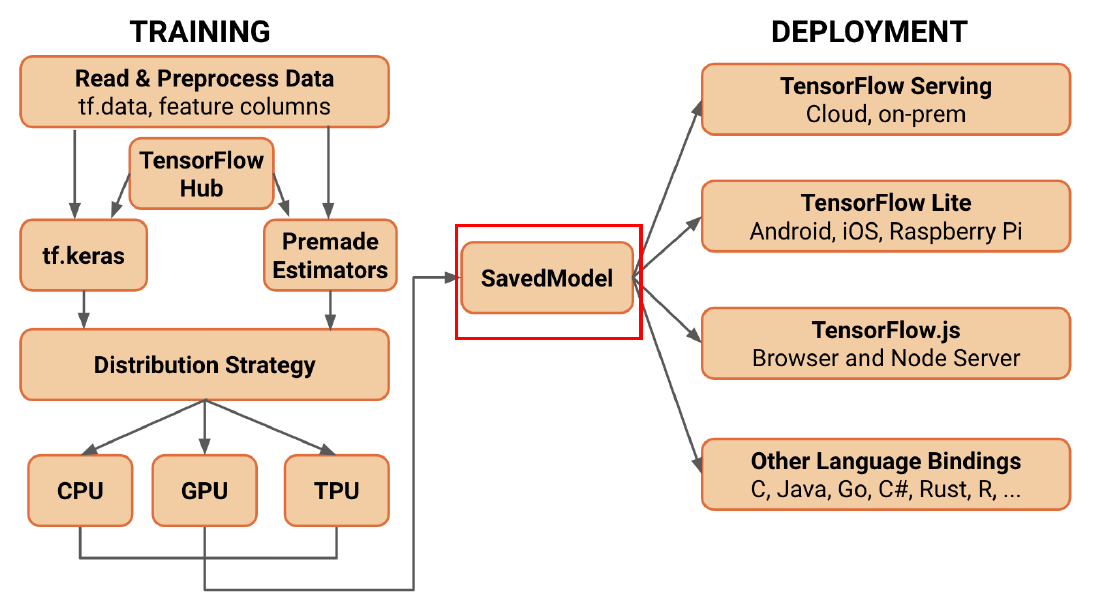 TRAINING
Read & Preprocess Data
tf.data, feature columns
TensorFlow
Hub
tf.keras
Premade
Estimators
Distribution Strategy
CPU
GPU
TPU
SavedModel
DEPLOYMENT
TensorFlow Serving
Cloud, on-prem
TensorFlow Lite
Android, iOS, Raspberry Pi
TensorFlow.js
Browser and Node Server
Other Language Bindings
C, Java, Go, C#, Rust, R, ...